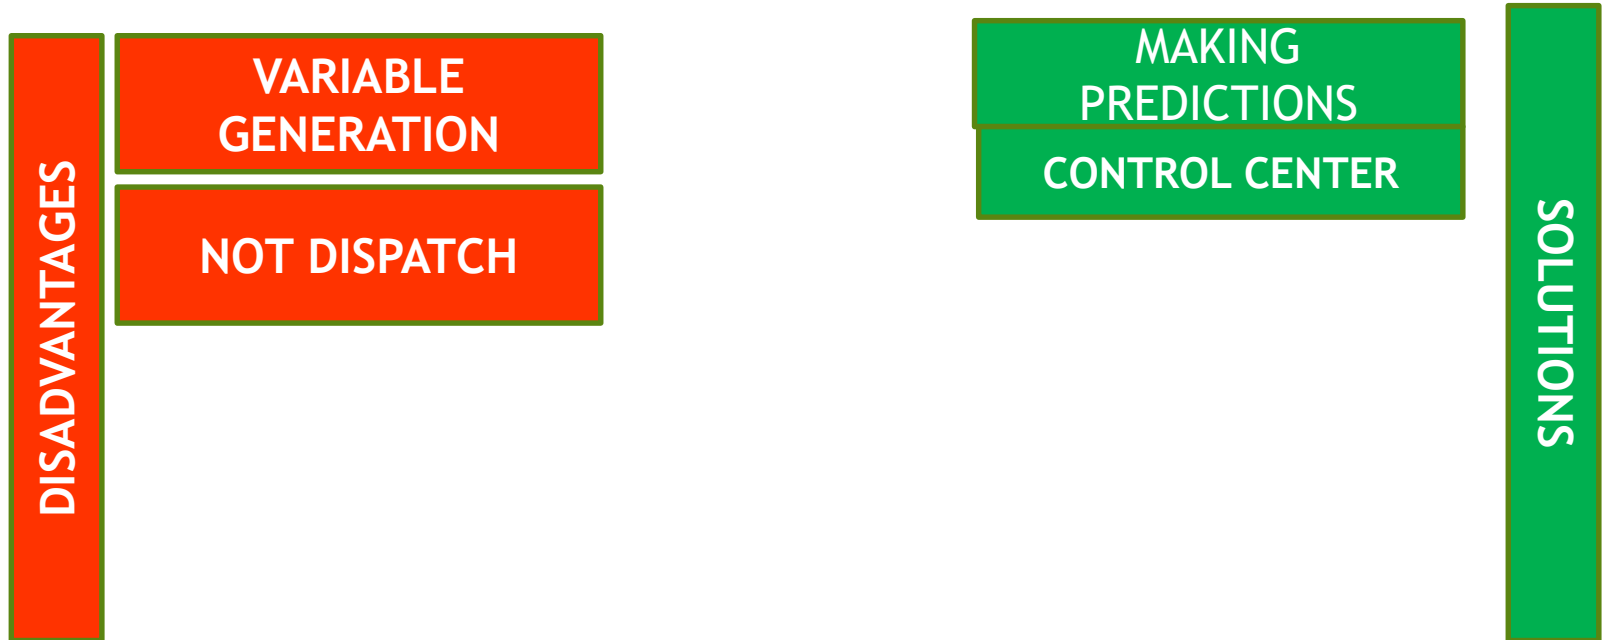 DISADVANTAGES
VARIABLE
GENERATION
NOT DISPATCH
MAKING
PREDICTIONS
CONTROL CENTER
SOLUTIONS